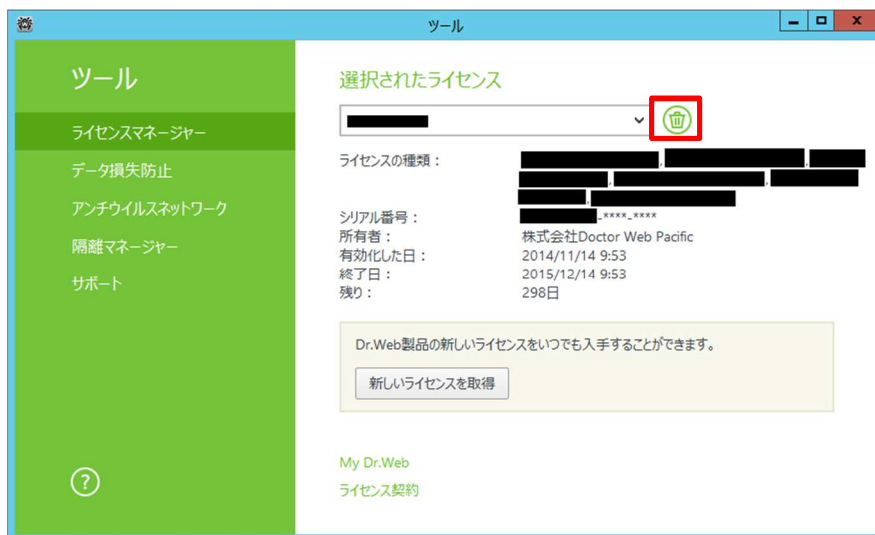 ツール
ツール
ライセンスマネージャー
データ損失防止
アンチウイルスネットワーク
隔離マネージャー
サポート
?
選択されたライセンス
ライセンスの種類：
シリアル番号： -****-****
所有者： 株式会社Doctor Web Pacific
有効化した日： 2014/11/14 9:53
終了日： 2015/12/14 9:53
残り： 298日
Dr.Web製品の新しいライセンスをいつでも入手することができます。
新しいライセンスを取得
My Dr.Web
ライセンス契約